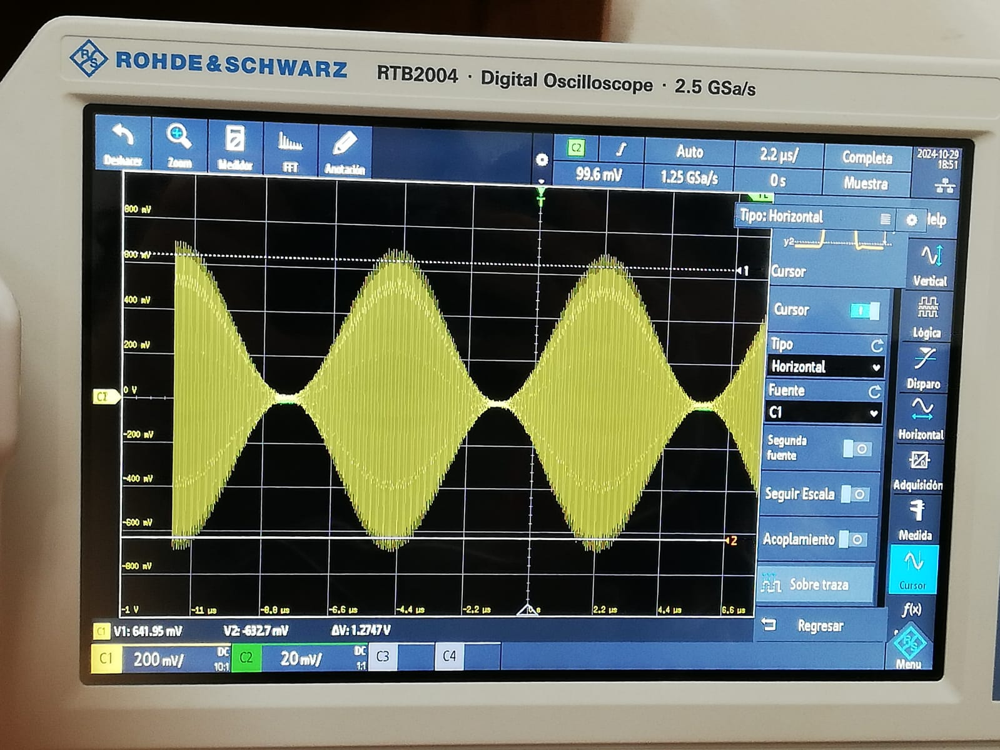 ROHDE&SCHWARZ RTB2004 · Digital Oscilloscope · 2.5 GSa/s
Deshacer Zoom Medidor FFT Anotación
C2 Auto 2.2 µs/ Completa 2024-10-29
18:51
99.6 mV 1.25 GSa/s 0 s Muestra
T
TL
Tipo: Horizontal Help
800 mV
y2
600 mV
1
Cursor
Vertical
400 mV
Cursor
Lógica
200 mV
Tipo
Horizontal
Disparo
0 V
C2
Fuente
C1
Horizontal
-200 mV
Segunda
fuente
-400 mV
Seguir Escala
Adquisición
-600 mV
2
Acoplamiento
Medida
-800 mV
Sobre traza
Cursor
-1 V -11 µs -8.8 µs -6.6 µs -4.4 µs -2.2 µs 0 s 2.2 µs 4.4 µs 6.6 µs
f(x)
Regresar
C1 V1: 641.95 mV V2: -632.7 mV ΔV: 1.2747 V
C1 200 mV/ DC
10:1
C2 20 mV/ DC
1:1
C3 C4
Menu